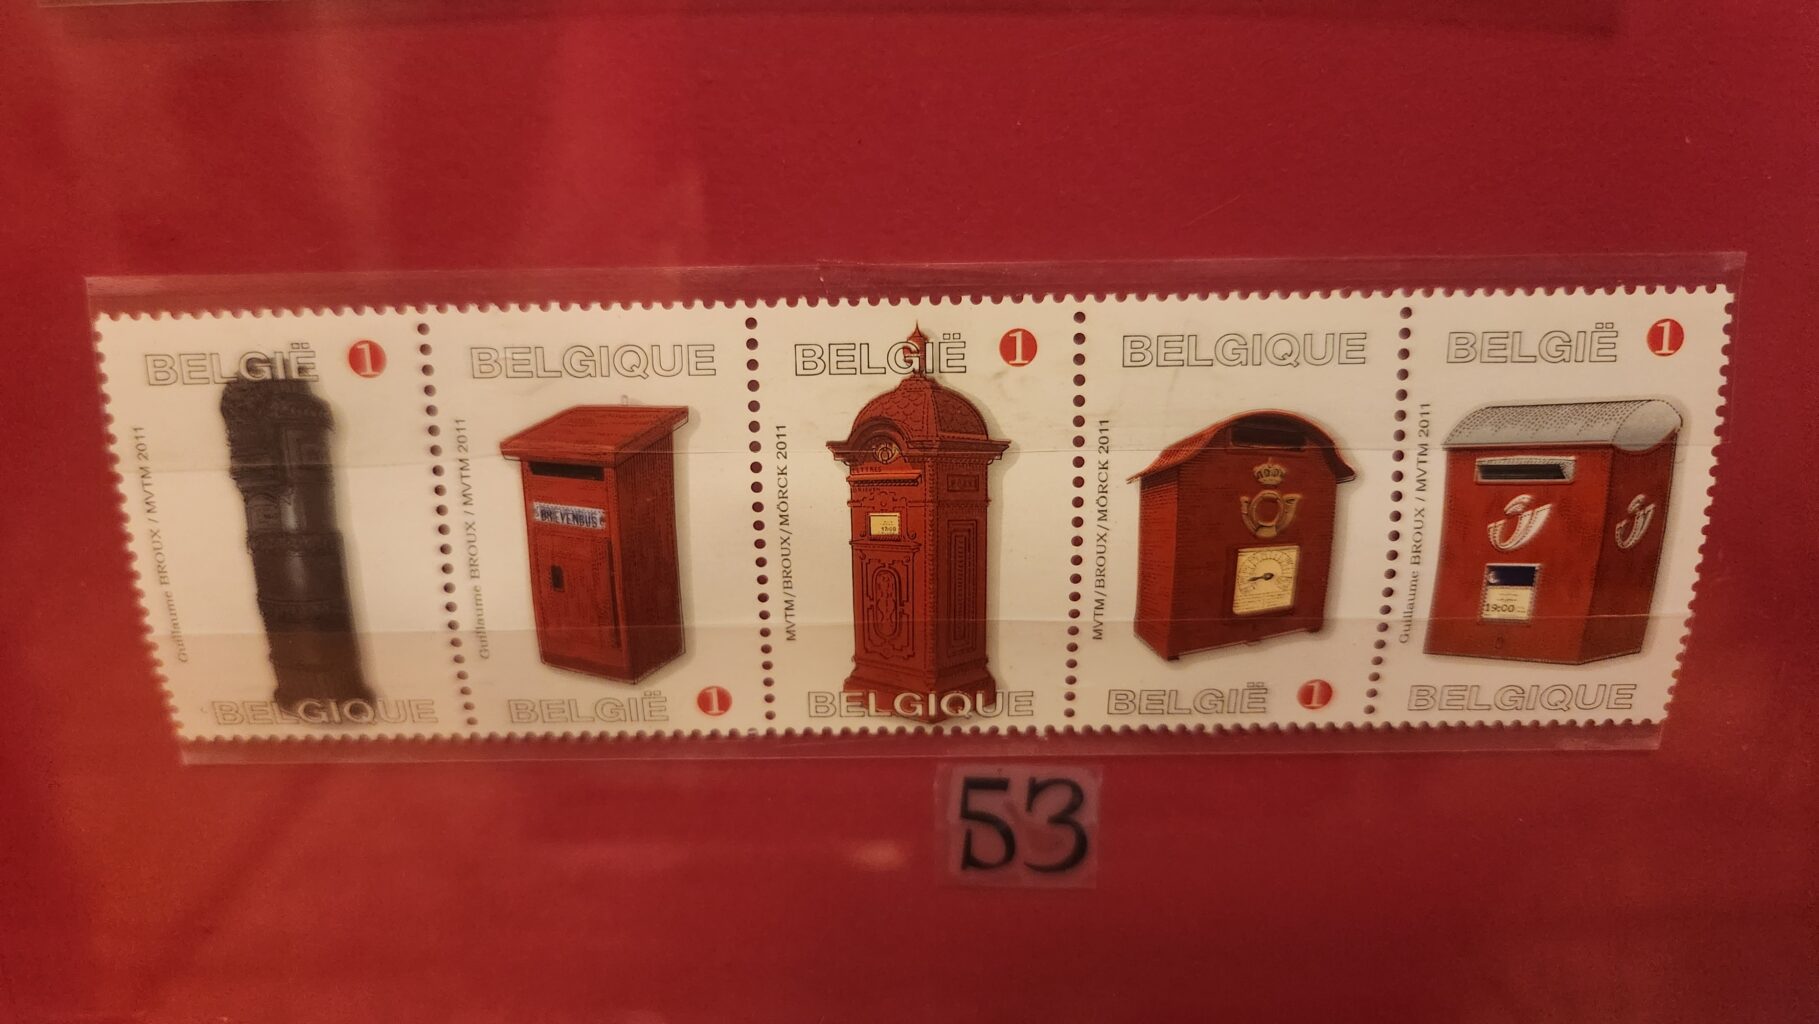 BELGIË 1
Guillaume BROUX / MVTM 2011
BELGIQUE
BELGIQUE
Guillaume BROUX / MVTM 2011
BRIEVENBUS
BELGIË 1
BELGIË 1
MVTM/BROUX/MÖRCK 2011
LETTRES
BELGIQUE
BELGIQUE
MVTM/BROUX/MÖRCK 2011
BELGIË 1
BELGIË 1
Guillaume BROUX / MVTM 2011
19:00
BELGIQUE
53